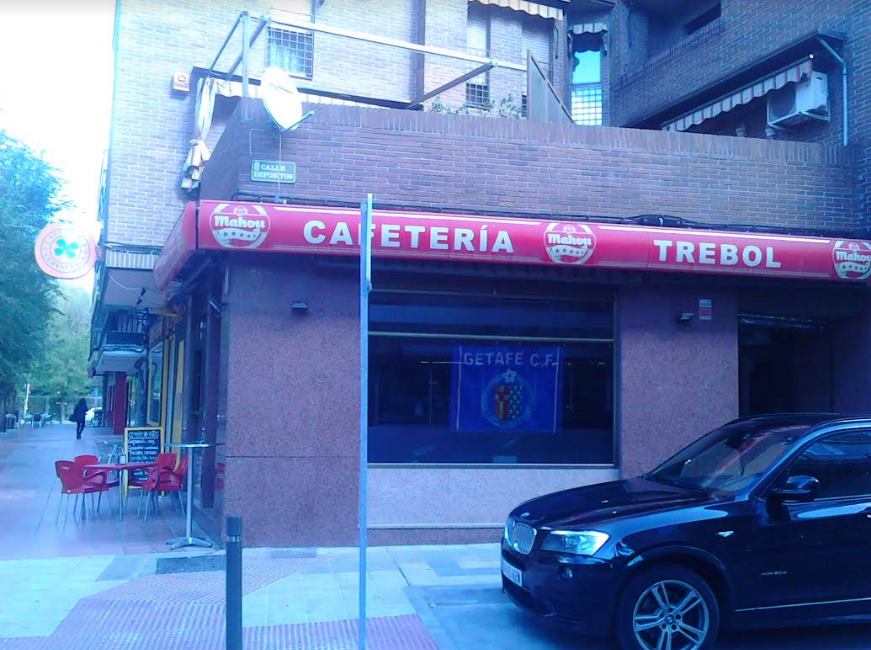 CALLE
DEPOSITOS
Mahou
CAFETERÍA
Mahou
TREBOL
Mahou
GETAFE C.F.